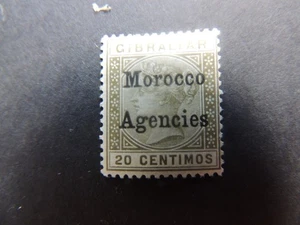 GIBRALTAR
Morocco
Agencies
20 CENTIMOS